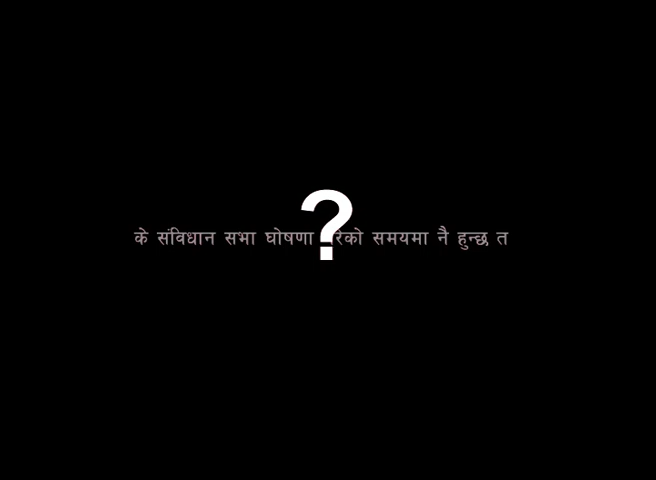 के संविधान सभा घोषणा समयमा नै हुन्छ त
?